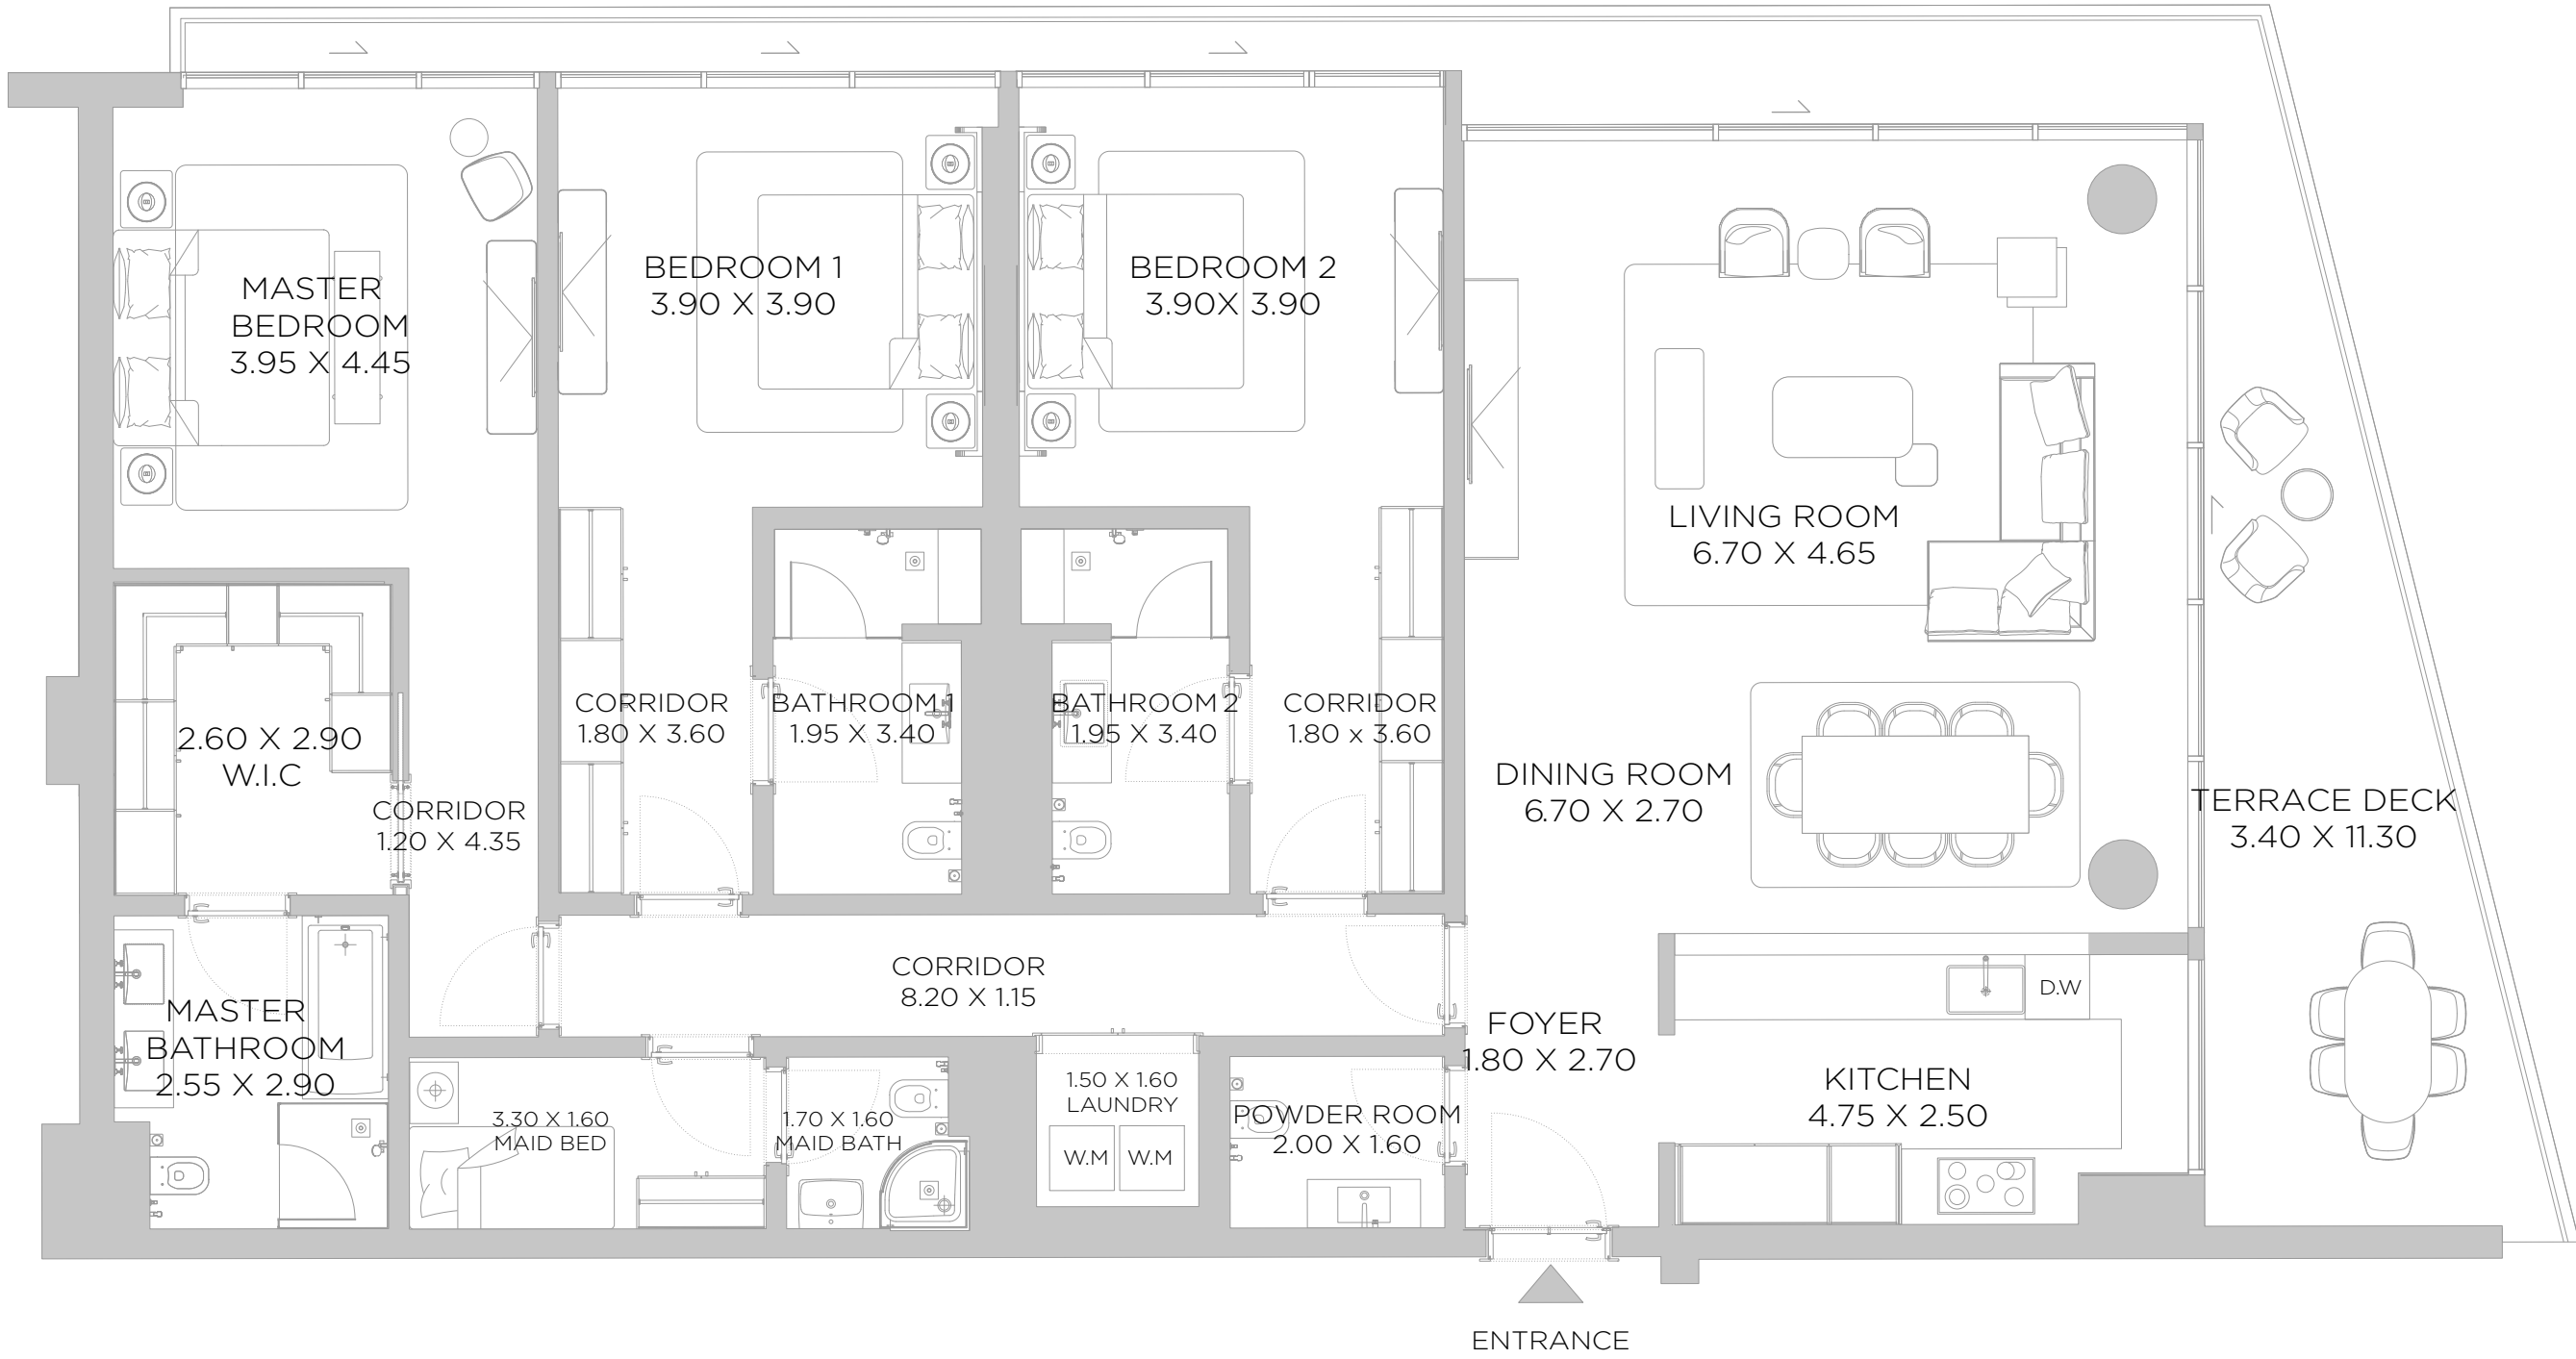 MASTER
BEDROOM
3.95 X 4.45
BEDROOM 1
3.90 X 3.90
BEDROOM 2
3.90X 3.90
LIVING ROOM
6.70 X 4.65
2.60 X 2.90
W.I.C
CORRIDOR
1.20 X 4.35
CORRIDOR
1.80 X 3.60
BATHROOM 1
1.95 X 3.40
BATHROOM 2
1.95 X 3.40
CORRIDOR
1.80 x 3.60
DINING ROOM
6.70 X 2.70
TERRACE DECK
3.40 X 11.30
MASTER
BATHROOM
2.55 X 2.90
CORRIDOR
8.20 X 1.15
FOYER
1.80 X 2.70
D.W
KITCHEN
4.75 X 2.50
3.30 X 1.60
MAID BED
1.70 X 1.60
MAID BATH
1.50 X 1.60
LAUNDRY
W.M
W.M
POWDER ROOM
2.00 X 1.60
ENTRANCE